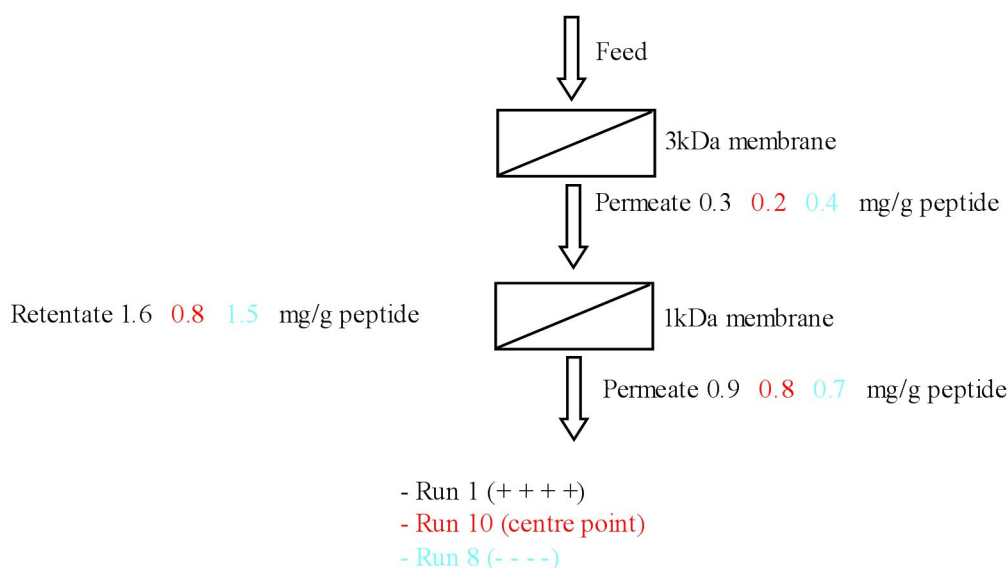 Feed
3kDa membrane
Permeate 0.3 0.2 0.4 mg/g peptide
Retentate 1.6 0.8 1.5 mg/g peptide
1kDa membrane
Permeate 0.9 0.8 0.7 mg/g peptide
- Run 1 (+ + + +)
- Run 10 (centre point)
- Run 8 (- - - -)